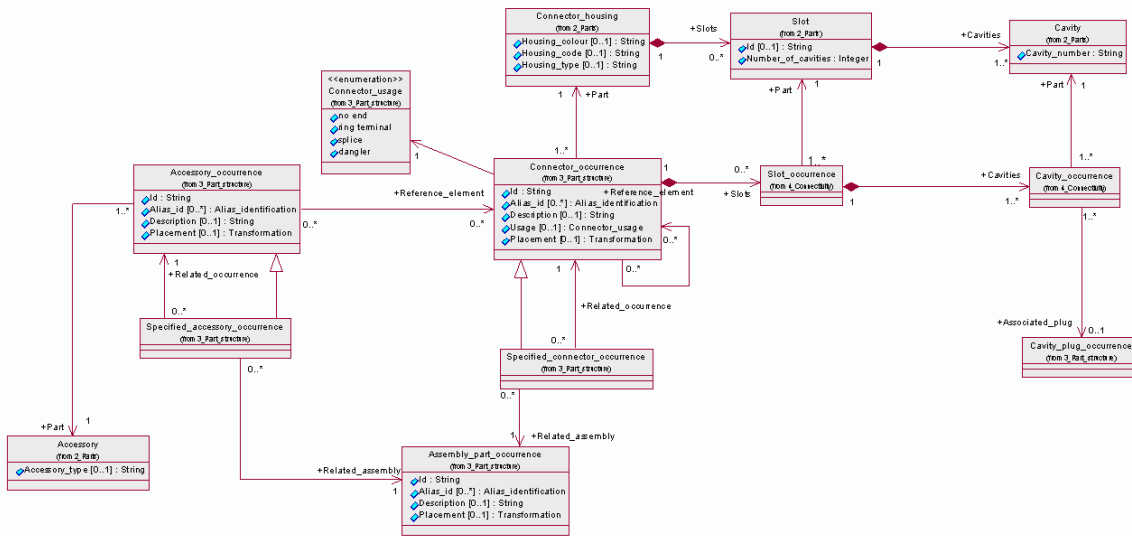 Connector_housing
(from 2_Parts)
Housing_colour [0..1] : String
Housing_code [0..1] : String
Housing_type [0..1] : String
1
+Slots
0..*
Slot
(from 2_Parts)
Id [0..1] : String
Number_of_cavities : Integer
1
+Cavities
1..*
Cavity
(from 2_Parts)
Cavity_number : String
1
+Part
1
+Part
1
+Part
<<enumeration>>
Connector_usage
(from 3_Part_structure)
no end
ring terminal
splice
dangler
1
1..*
1..*
1..*
Accessory_occurrence
(from 3_Part_structure)
Id : String
Alias_id [0..*] : Alias_identification
Description [0..1] : String
Placement [0..1] : Transformation
1..*
0..*
+Reference_element
0..*
Connector_occurrence
(from 3_Part_structure)
Id : String
+Reference_element
Alias_id [0..*] : Alias_identification
Description [0..1] : String
Usage [0..1] : Connector_usage
Placement [0..1] : Transformation
1
0..*
+Slots
0..*
0..*
Slot_occurrence
(from 4_Connectivity)
1
+Cavities
1..*
Cavity_occurrence
(from 4_Connectivity)
1..*
1
+Related_occurrence
0..*
1
+Related_occurrence
0..*
Specified_accessory_occurrence
(from 3_Part_structure)
0..*
Specified_connector_occurrence
(from 3_Part_structure)
0..*
+Associated_plug
0..1
Cavity_plug_occurrence
(from 3_Part_structure)
+Part
1
Accessory
(from 2_Parts)
Accessory_type [0..1] : String
+Related_assembly
1
1
+Related_assembly
Assembly_part_occurrence
(from 3_Part_structure)
Id : String
Alias_id [0..*] : Alias_identification
Description [0..1] : String
Placement [0..1] : Transformation